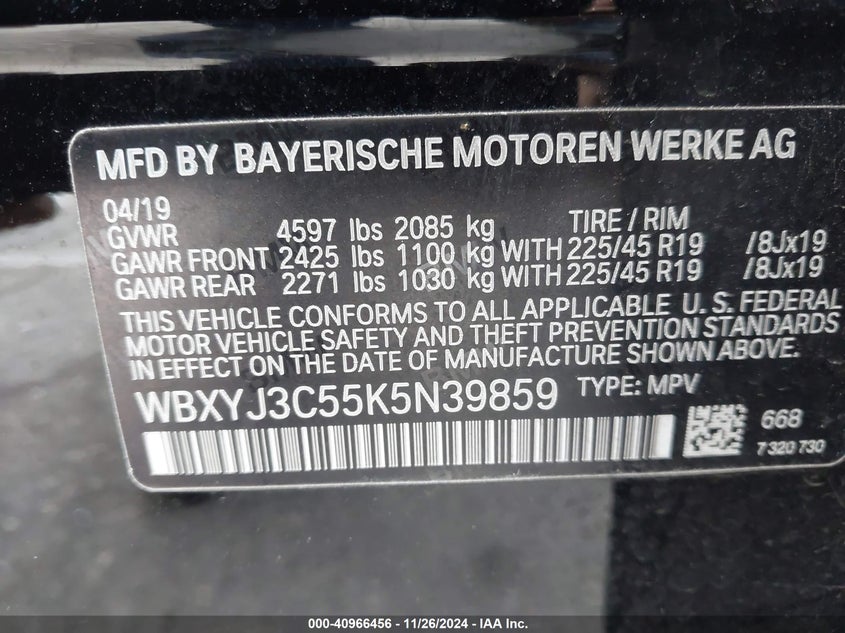 MFD BY BAYERISCHE MOTOREN WERKE AG
04/19 TIRE / RIM
GVWR 4597 lbs 2085 kg
GAWR FRONT 2425 lbs 1100 kg WITH 225/45 R19 /8Jx19
GAWR REAR 2271 lbs 1030 kg WITH 225/45 R19 /8Jx19
THIS VEHICLE CONFORMS TO ALL APPLICABLE U. S. FEDERAL
MOTOR VEHICLE SAFETY AND THEFT PREVENTION STANDARDS
IN EFFECT ON THE DATE OF MANUFACTURE SHOWN ABOVE.
WBXYJ3C55K5N39859 TYPE: MPV
668
7 320 730
000-40966456 - 11/26/2024 - IAA Inc.